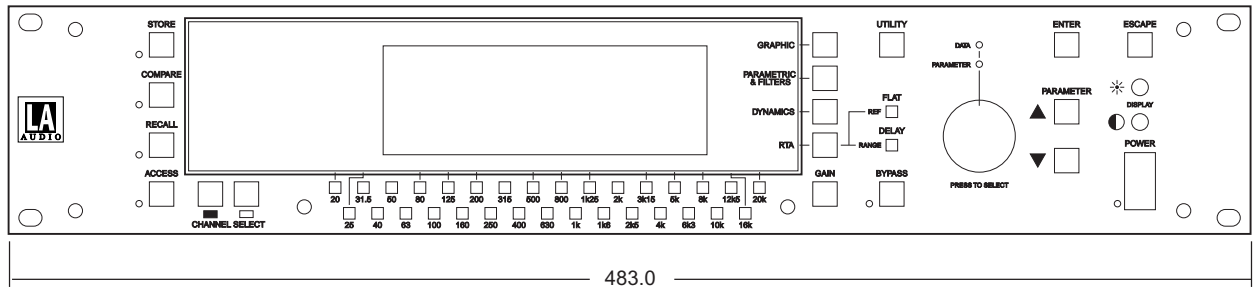 STORE
COMPARE
RECALL
ACCESS
LA
AUDIO
CHANNEL SELECT
GRAPHIC
PARAMETRIC
& FILTERS
DYNAMICS
RTA
GAIN
UTILITY
FLAT
REF
DELAY
RANGE
BYPASS
DATA
PARAMETER
PRESS TO SELECT
ENTER
ESCAPE
PARAMETER
DISPLAY
POWER
20 31.5 50 80 125 200 315 500 800 1k25 2k 3k15 5k 8k 12k5 20k
25 40 63 100 160 250 400 630 1k 1k6 2k5 4k 6k3 10k 16k
483.0